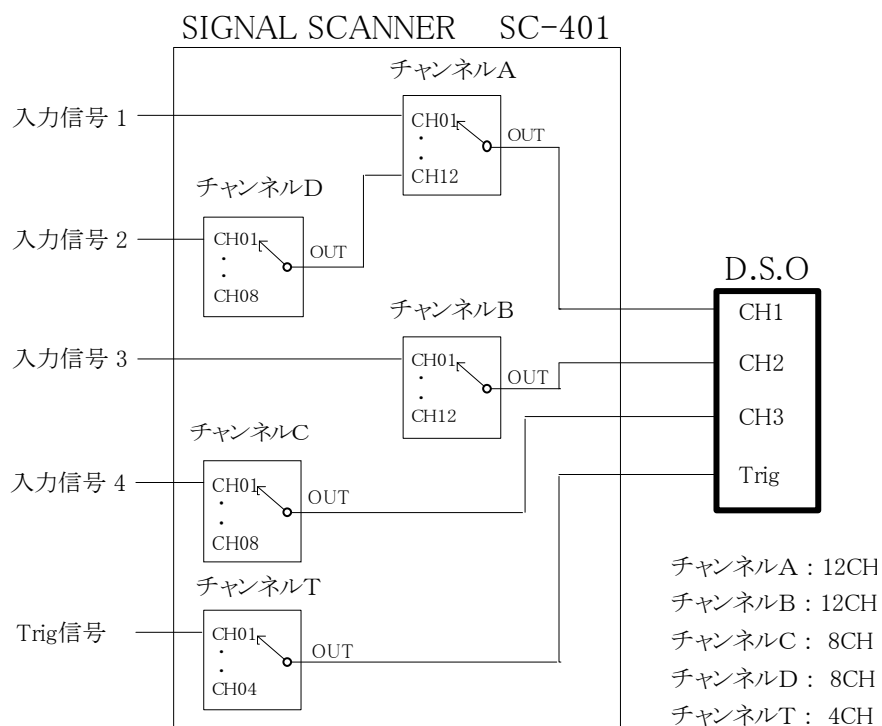 SIGNAL SCANNER SC-401
チャンネルA
入力信号 1
CH01
OUT
CH12
チャンネルD
入力信号 2
CH01
OUT
CH08
D.S.O
CH1
チャンネルB
入力信号 3
CH01
OUT
CH12
CH2
CH3
チャンネルC
入力信号 4
CH01
OUT
CH08
Trig
チャンネルT
Trig信号
CH01
OUT
CH04
チャンネルA : 12CH
チャンネルB : 12CH
チャンネルC : 8CH
チャンネルD : 8CH
チャンネルT : 4CH